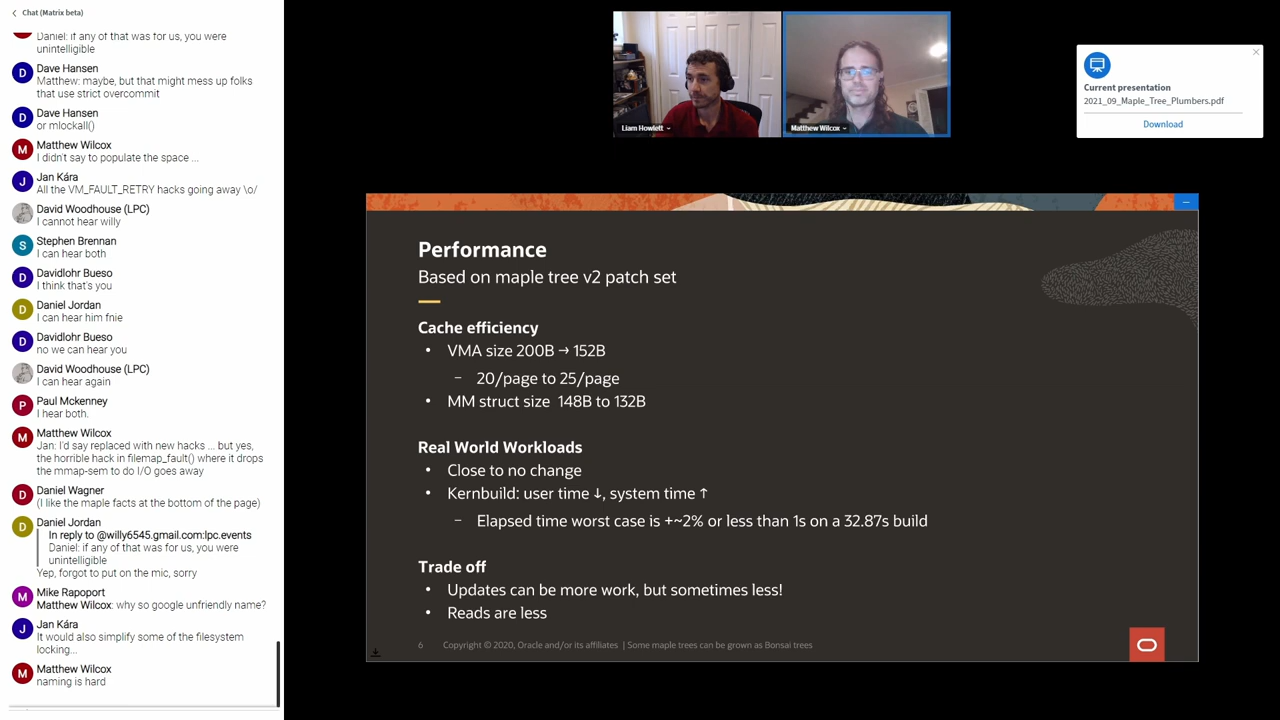 Chat (Matrix beta)
Daniel: if any of that was for us, you were
unintelligible
D Dave Hansen
Matthew: maybe, but that might mess up folks
that use strict overcommit
D Dave Hansen
or mlockall()
M Matthew Wilcox
I didn't say to populate the space ...
J Jan Kára
All the VM_FAULT_RETRY hacks going away \o/
David Woodhouse (LPC)
I cannot hear willy
S Stephen Brennan
I can hear both
D Davidlohr Bueso
I think that's you
D Daniel Jordan
I can hear him fnie
D Davidlohr Bueso
no we can hear you
David Woodhouse (LPC)
I can hear again
P Paul Mckenney
I hear both.
M Matthew Wilcox
Jan: I'd say replaced with new hacks ... but yes,
the horrible hack in filemap_fault() where it drops
the mmap-sem to do I/O goes away
D Daniel Wagner
(I like the maple facts at the bottom of the page)
D Daniel Jordan
In reply to @willy6545.gmail.com:lpc.events
Daniel: if any of that was for us, you were
unintelligible
Yep, forgot to put on the mic, sorry
M Mike Rapoport
Matthew Wilcox: why so google unfriendly name?
J Jan Kára
It would also simplify some of the filesystem
locking...
M Matthew Wilcox
naming is hard
Liam Howlett
Matthew Wilcox
Current presentation
2021_09_Maple_Tree_Plumbers.pdf
Download
Performance
Based on maple tree v2 patch set
Cache efficiency
• VMA size 200B → 152B
– 20/page to 25/page
• MM struct size 148B to 132B
Real World Workloads
• Close to no change
• Kernbuild: user time ↓, system time ↑
– Elapsed time worst case is +~2% or less than 1s on a 32.87s build
Trade off
• Updates can be more work, but sometimes less!
• Reads are less
6 Copyright © 2020, Oracle and/or its affiliates | Some maple trees can be grown as Bonsai trees